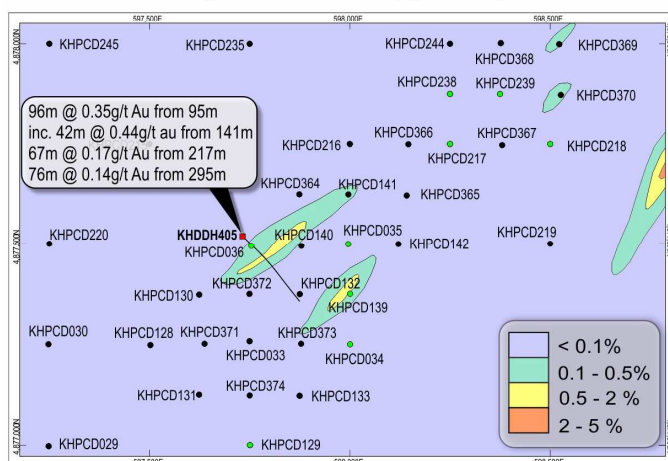 597,500E
598,000E
598,500E
4,878,000N
KHPCD245
KHPCD235
KHPCD244
KHPCD368
KHPCD369
KHPCD238
KHPCD239
KHPCD370
96m @ 0.35g/t Au from 95m
inc. 42m @ 0.44g/t au from 141m
67m @ 0.17g/t Au from 217m
76m @ 0.14g/t Au from 295m
KHPCD216
KHPCD366
KHPCD217
KHPCD367
KHPCD218
KHPCD364
KHPCD141
KHPCD365
4,877,500N
KHPCD220
KHDDH405
KHPCD036
KHPCD140
KHPCD035
KHPCD142
KHPCD219
KHPCD130
KHPCD372
KHPCD132
KHPCD139
KHPCD030
KHPCD128
KHPCD371
KHPCD033
KHPCD373
KHPCD034
< 0.1%
0.1 - 0.5%
0.5 - 2 %
2 - 5 %
KHPCD131
KHPCD374
KHPCD133
4,877,000N
KHPCD029
KHPCD129